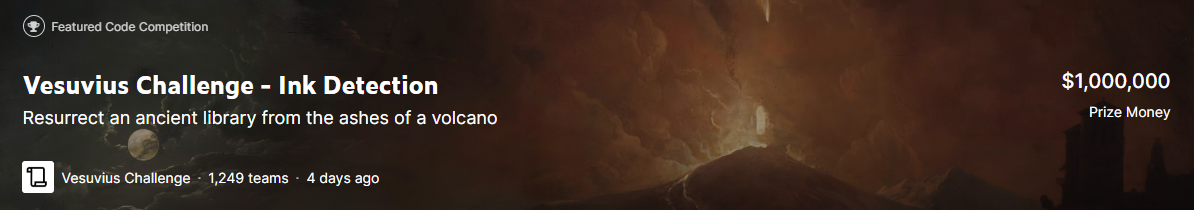 Featured Code Competition
Vesuvius Challenge - Ink Detection
Resurrect an ancient library from the ashes of a volcano
$1,000,000
Prize Money
Vesuvius Challenge · 1,249 teams · 4 days ago